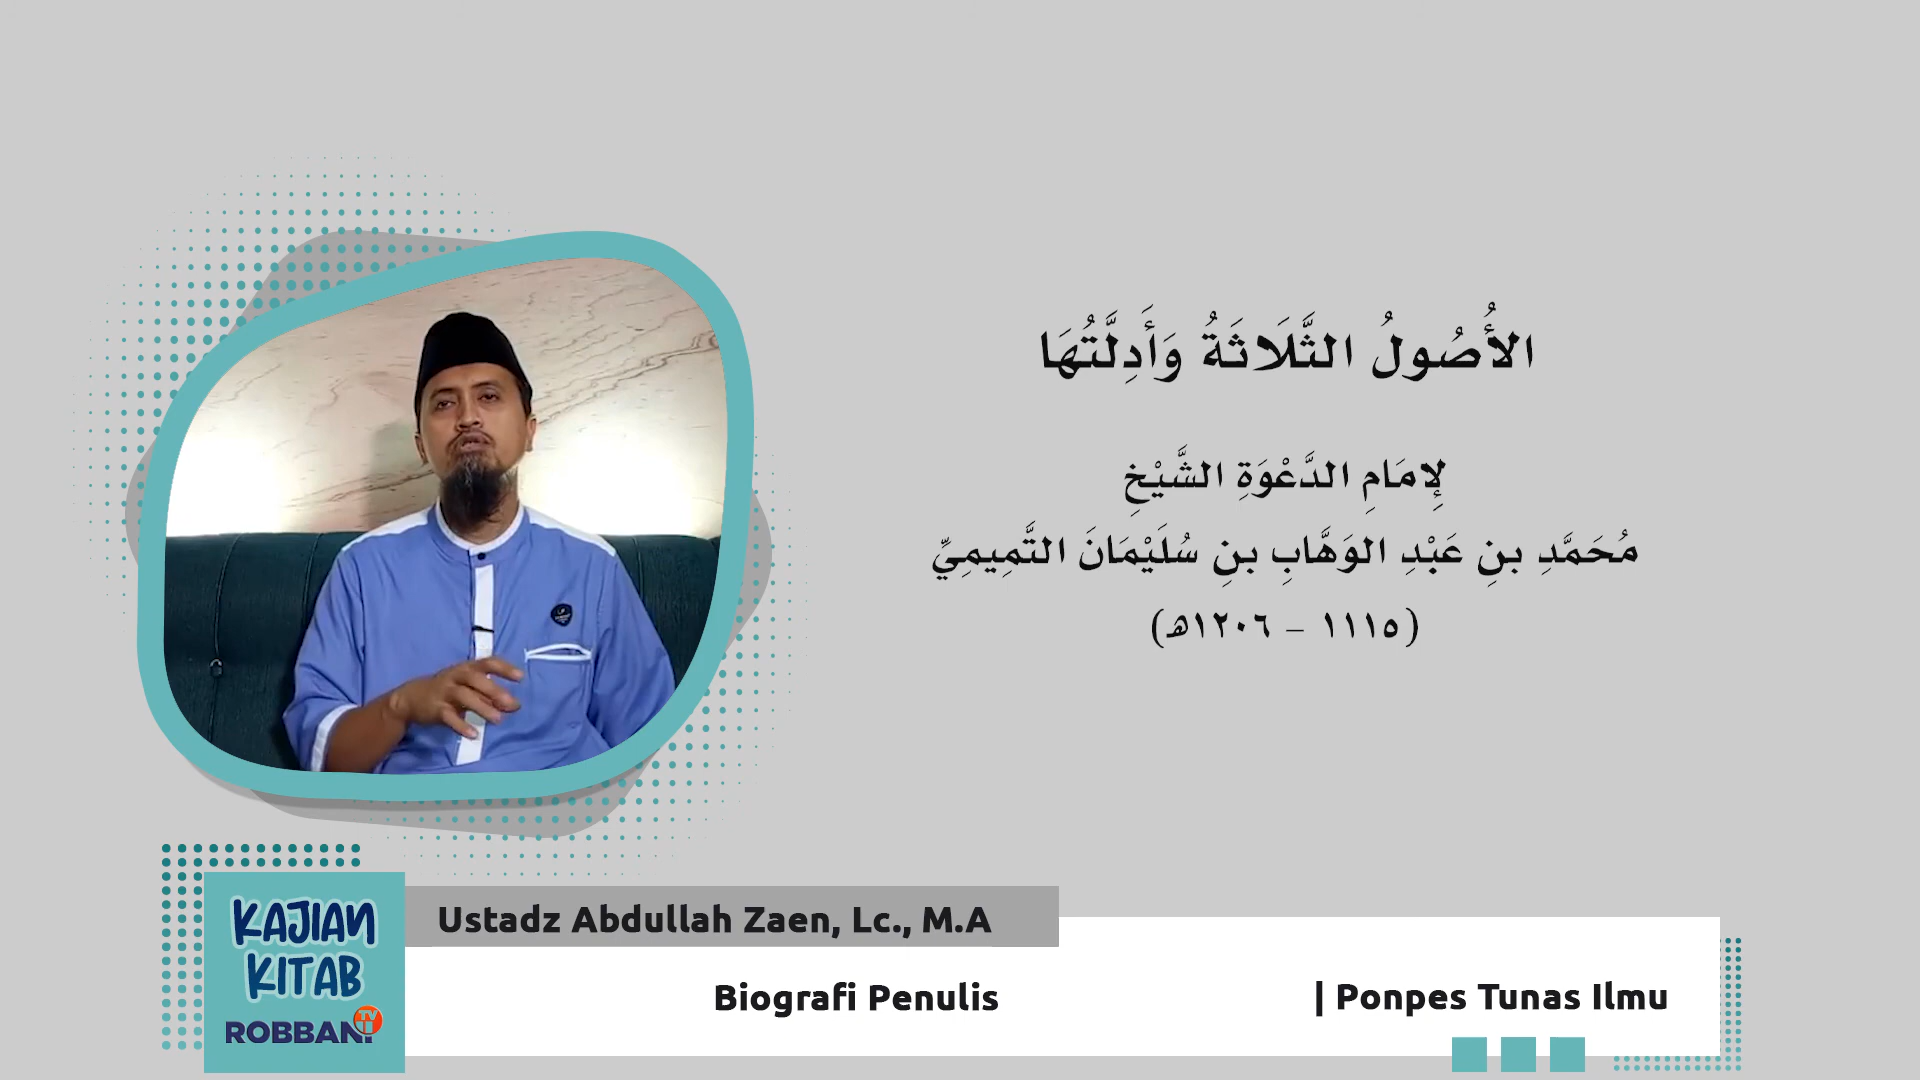 الأُصُولُ الثَّلَاثَةُ وَأَدِلَّتُهَا
لِإِمَامِ الدَّعْوَةِ الشَّيْخِ
مُحَمَّدِ بنِ عَبْدِ الوَهَّابِ بنِ سُلَيْمَانَ التَّمِيمِيِّ
(١١١٥ – ١٢٠٦هـ)
Ustadz Abdullah Zaen, Lc., M.A
KAJIAN
KITAB
ROBBANI TV
Biografi Penulis
| Ponpes Tunas Ilmu